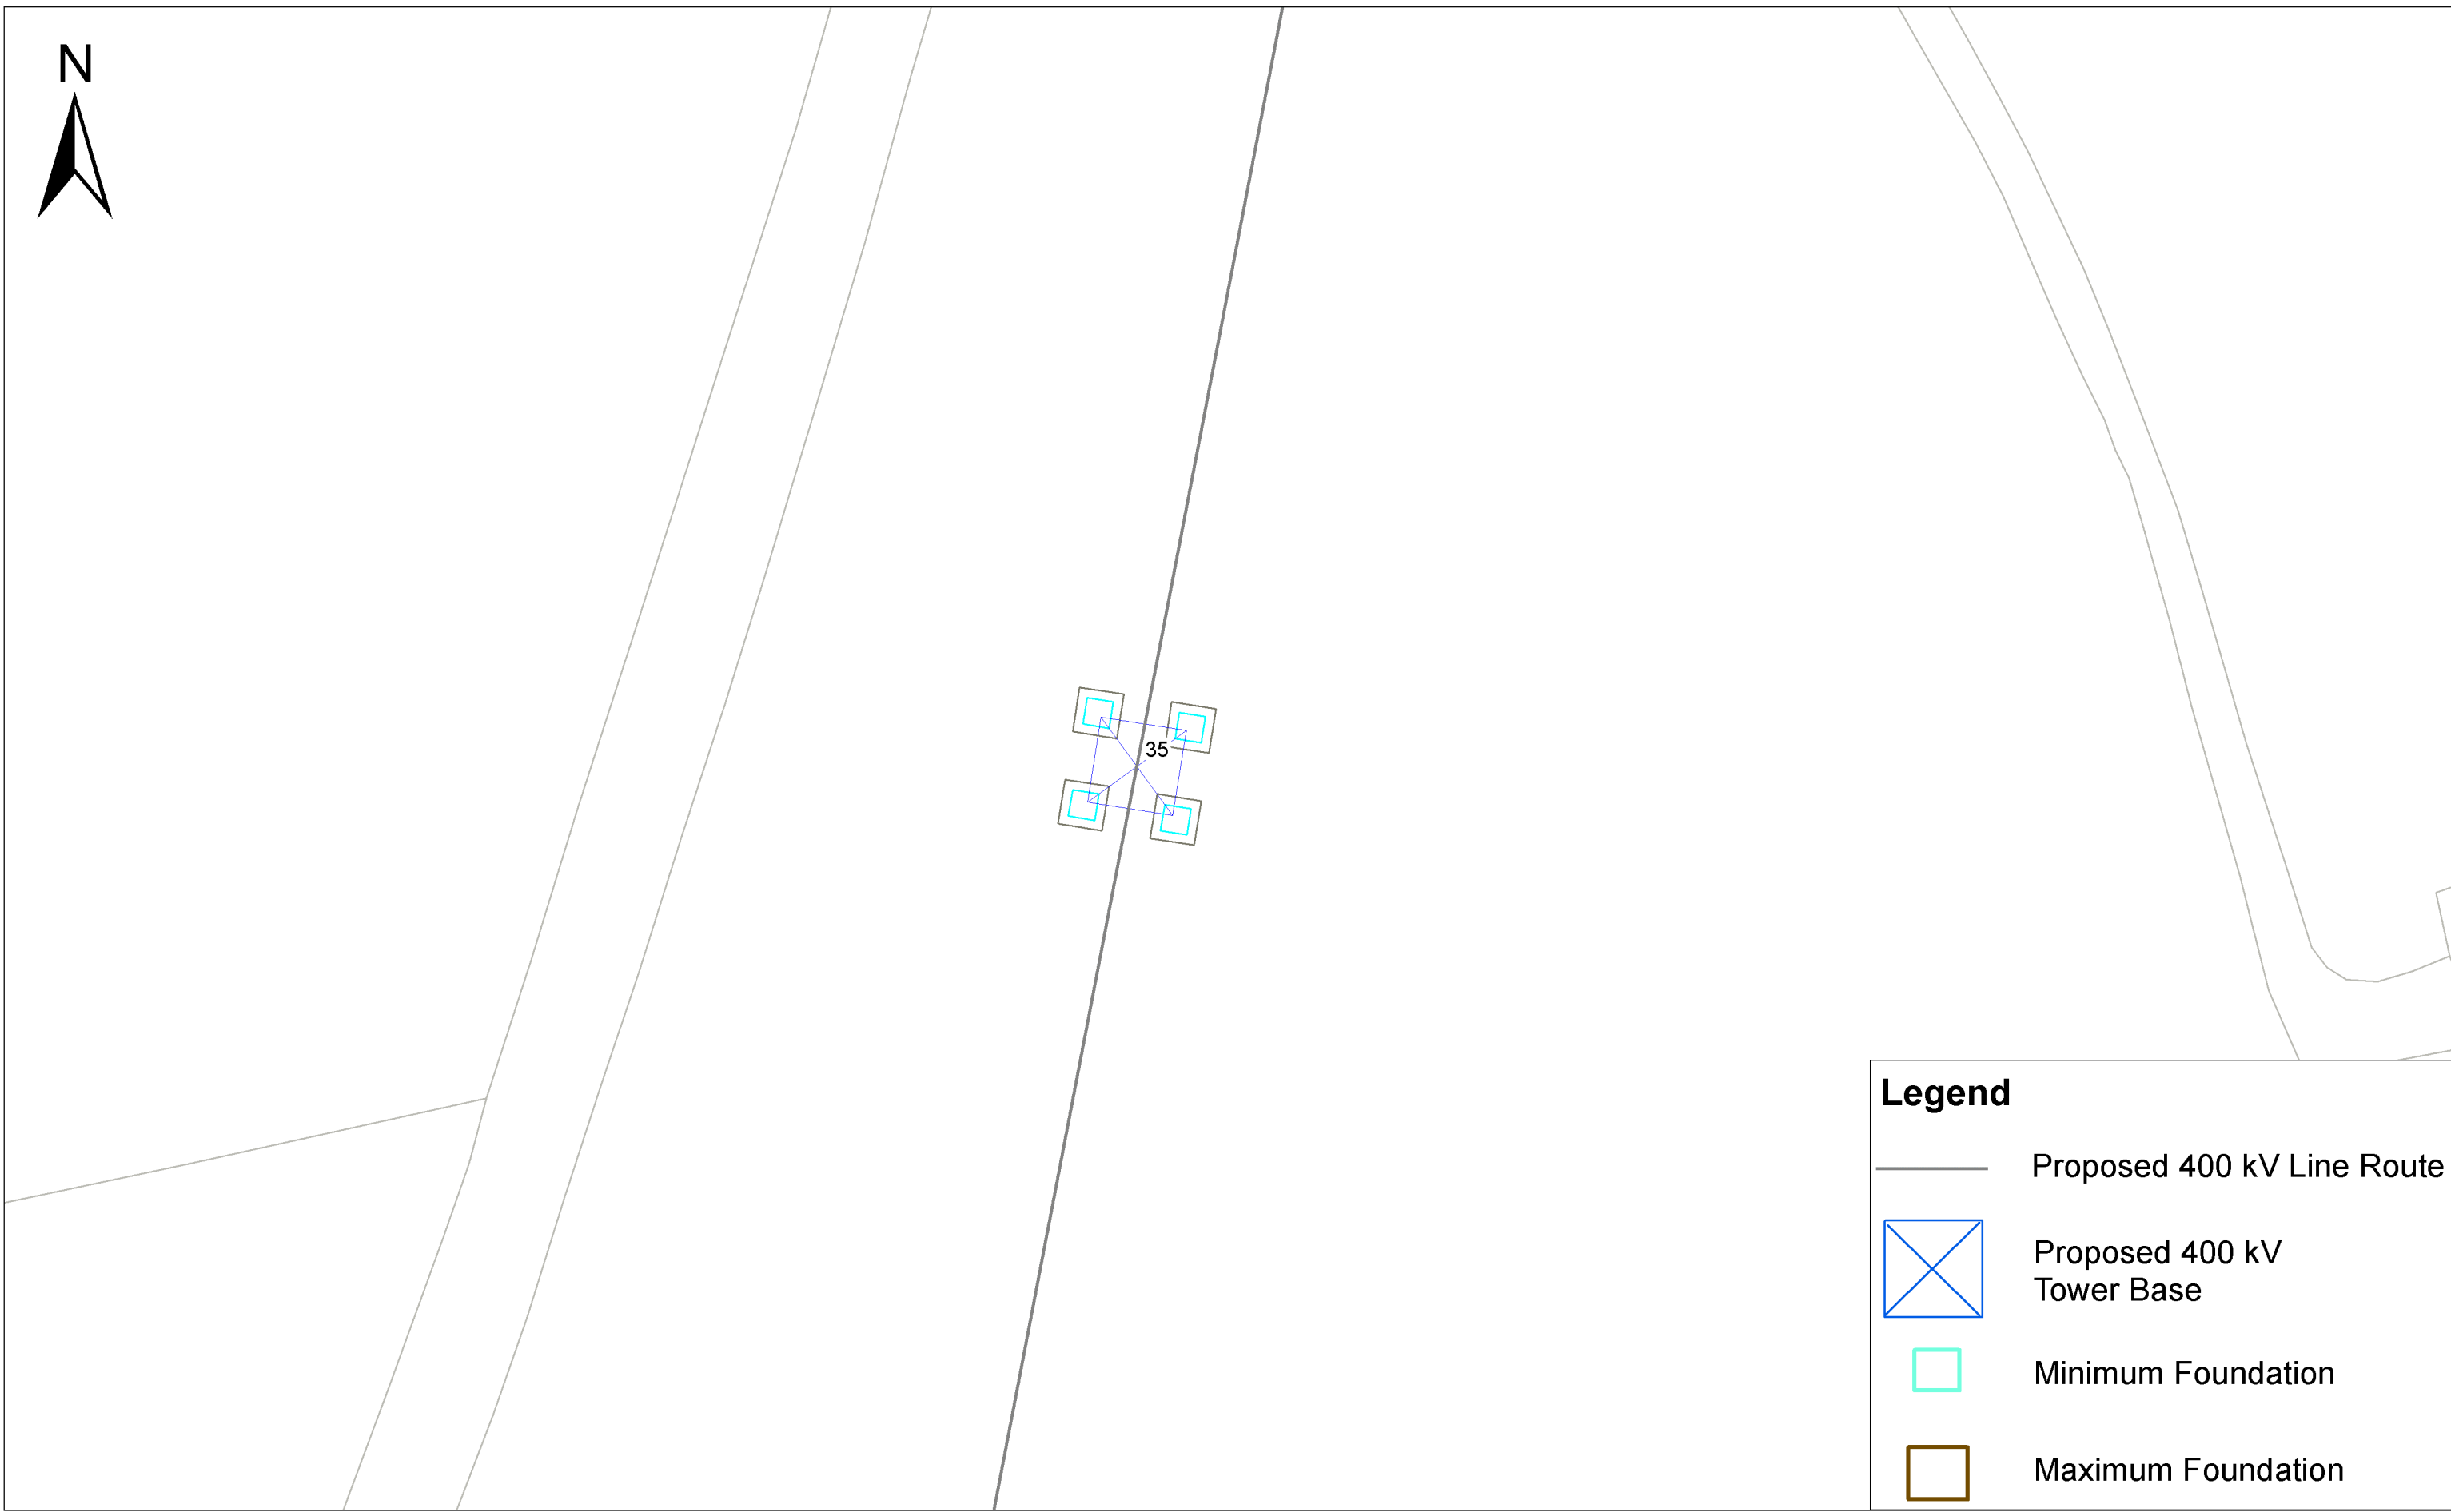 N
35
Legend
Proposed 400 kV Line Route
Proposed 400 kV
Tower Base
Minimum Foundation
Maximum Foundation